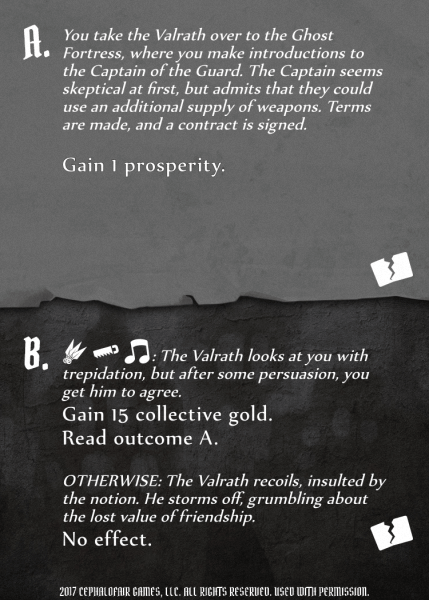 A. You take the Valrath over to the Ghost
Fortress, where you make introductions to
the Captain of the Guard. The Captain seems
skeptical at first, but admits that they could
use an additional supply of weapons. Terms
are made, and a contract is signed.
Gain 1 prosperity.
B. : The Valrath looks at you with
trepidation, but after some persuasion, you
get him to agree.
Gain 15 collective gold.
Read outcome A.
OTHERWISE: The Valrath recoils, insulted by
the notion. He storms off, grumbling about
the lost value of friendship.
No effect.
2017 CEPHALOFAIR GAMES, LLC. ALL RIGHTS RESERVED. USED WITH PERMISSION.